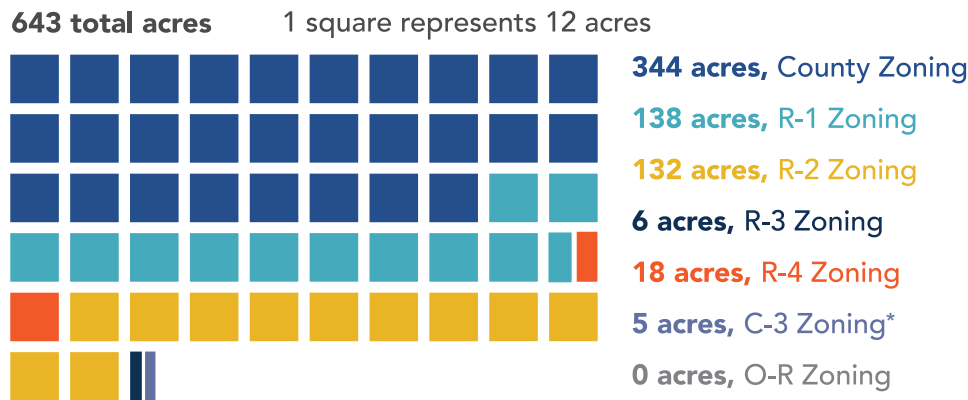 643 total acres 1 square represents 12 acres
344 acres, County Zoning
138 acres, R-1 Zoning
132 acres, R-2 Zoning
6 acres, R-3 Zoning
18 acres, R-4 Zoning
5 acres, C-3 Zoning*
0 acres, O-R Zoning